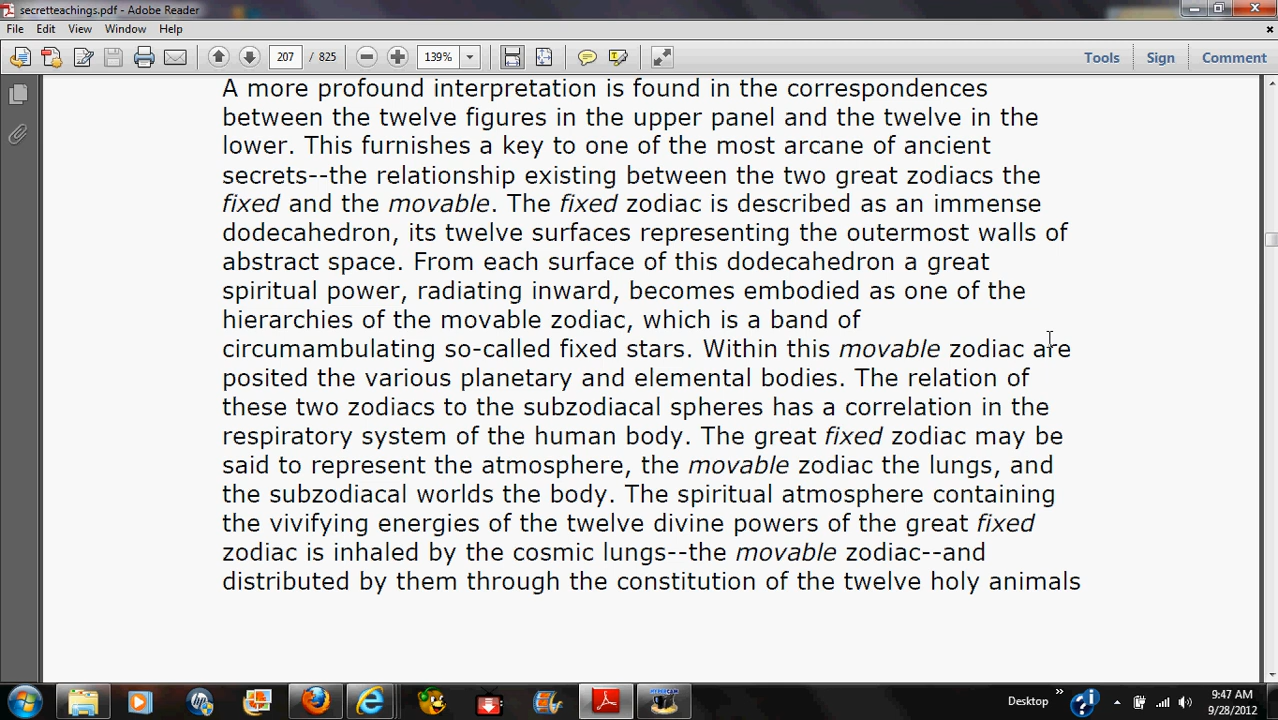 secretteachings.pdf - Adobe Reader
File Edit View Window Help
207 / 825 139% Tools Sign Comment
A more profound interpretation is found in the correspondences
between the twelve figures in the upper panel and the twelve in the
lower. This furnishes a key to one of the most arcane of ancient
secrets--the relationship existing between the two great zodiacs the
fixed and the movable. The fixed zodiac is described as an immense
dodecahedron, its twelve surfaces representing the outermost walls of
abstract space. From each surface of this dodecahedron a great
spiritual power, radiating inward, becomes embodied as one of the
hierarchies of the movable zodiac, which is a band of
circumambulating so-called fixed stars. Within this movable zodiac are
posited the various planetary and elemental bodies. The relation of
these two zodiacs to the subzodiacal spheres has a correlation in the
respiratory system of the human body. The great fixed zodiac may be
said to represent the atmosphere, the movable zodiac the lungs, and
the subzodiacal worlds the body. The spiritual atmosphere containing
the vivifying energies of the twelve divine powers of the great fixed
zodiac is inhaled by the cosmic lungs--the movable zodiac--and
distributed by them through the constitution of the twelve holy animals
Desktop
9:47 AM
9/28/2012